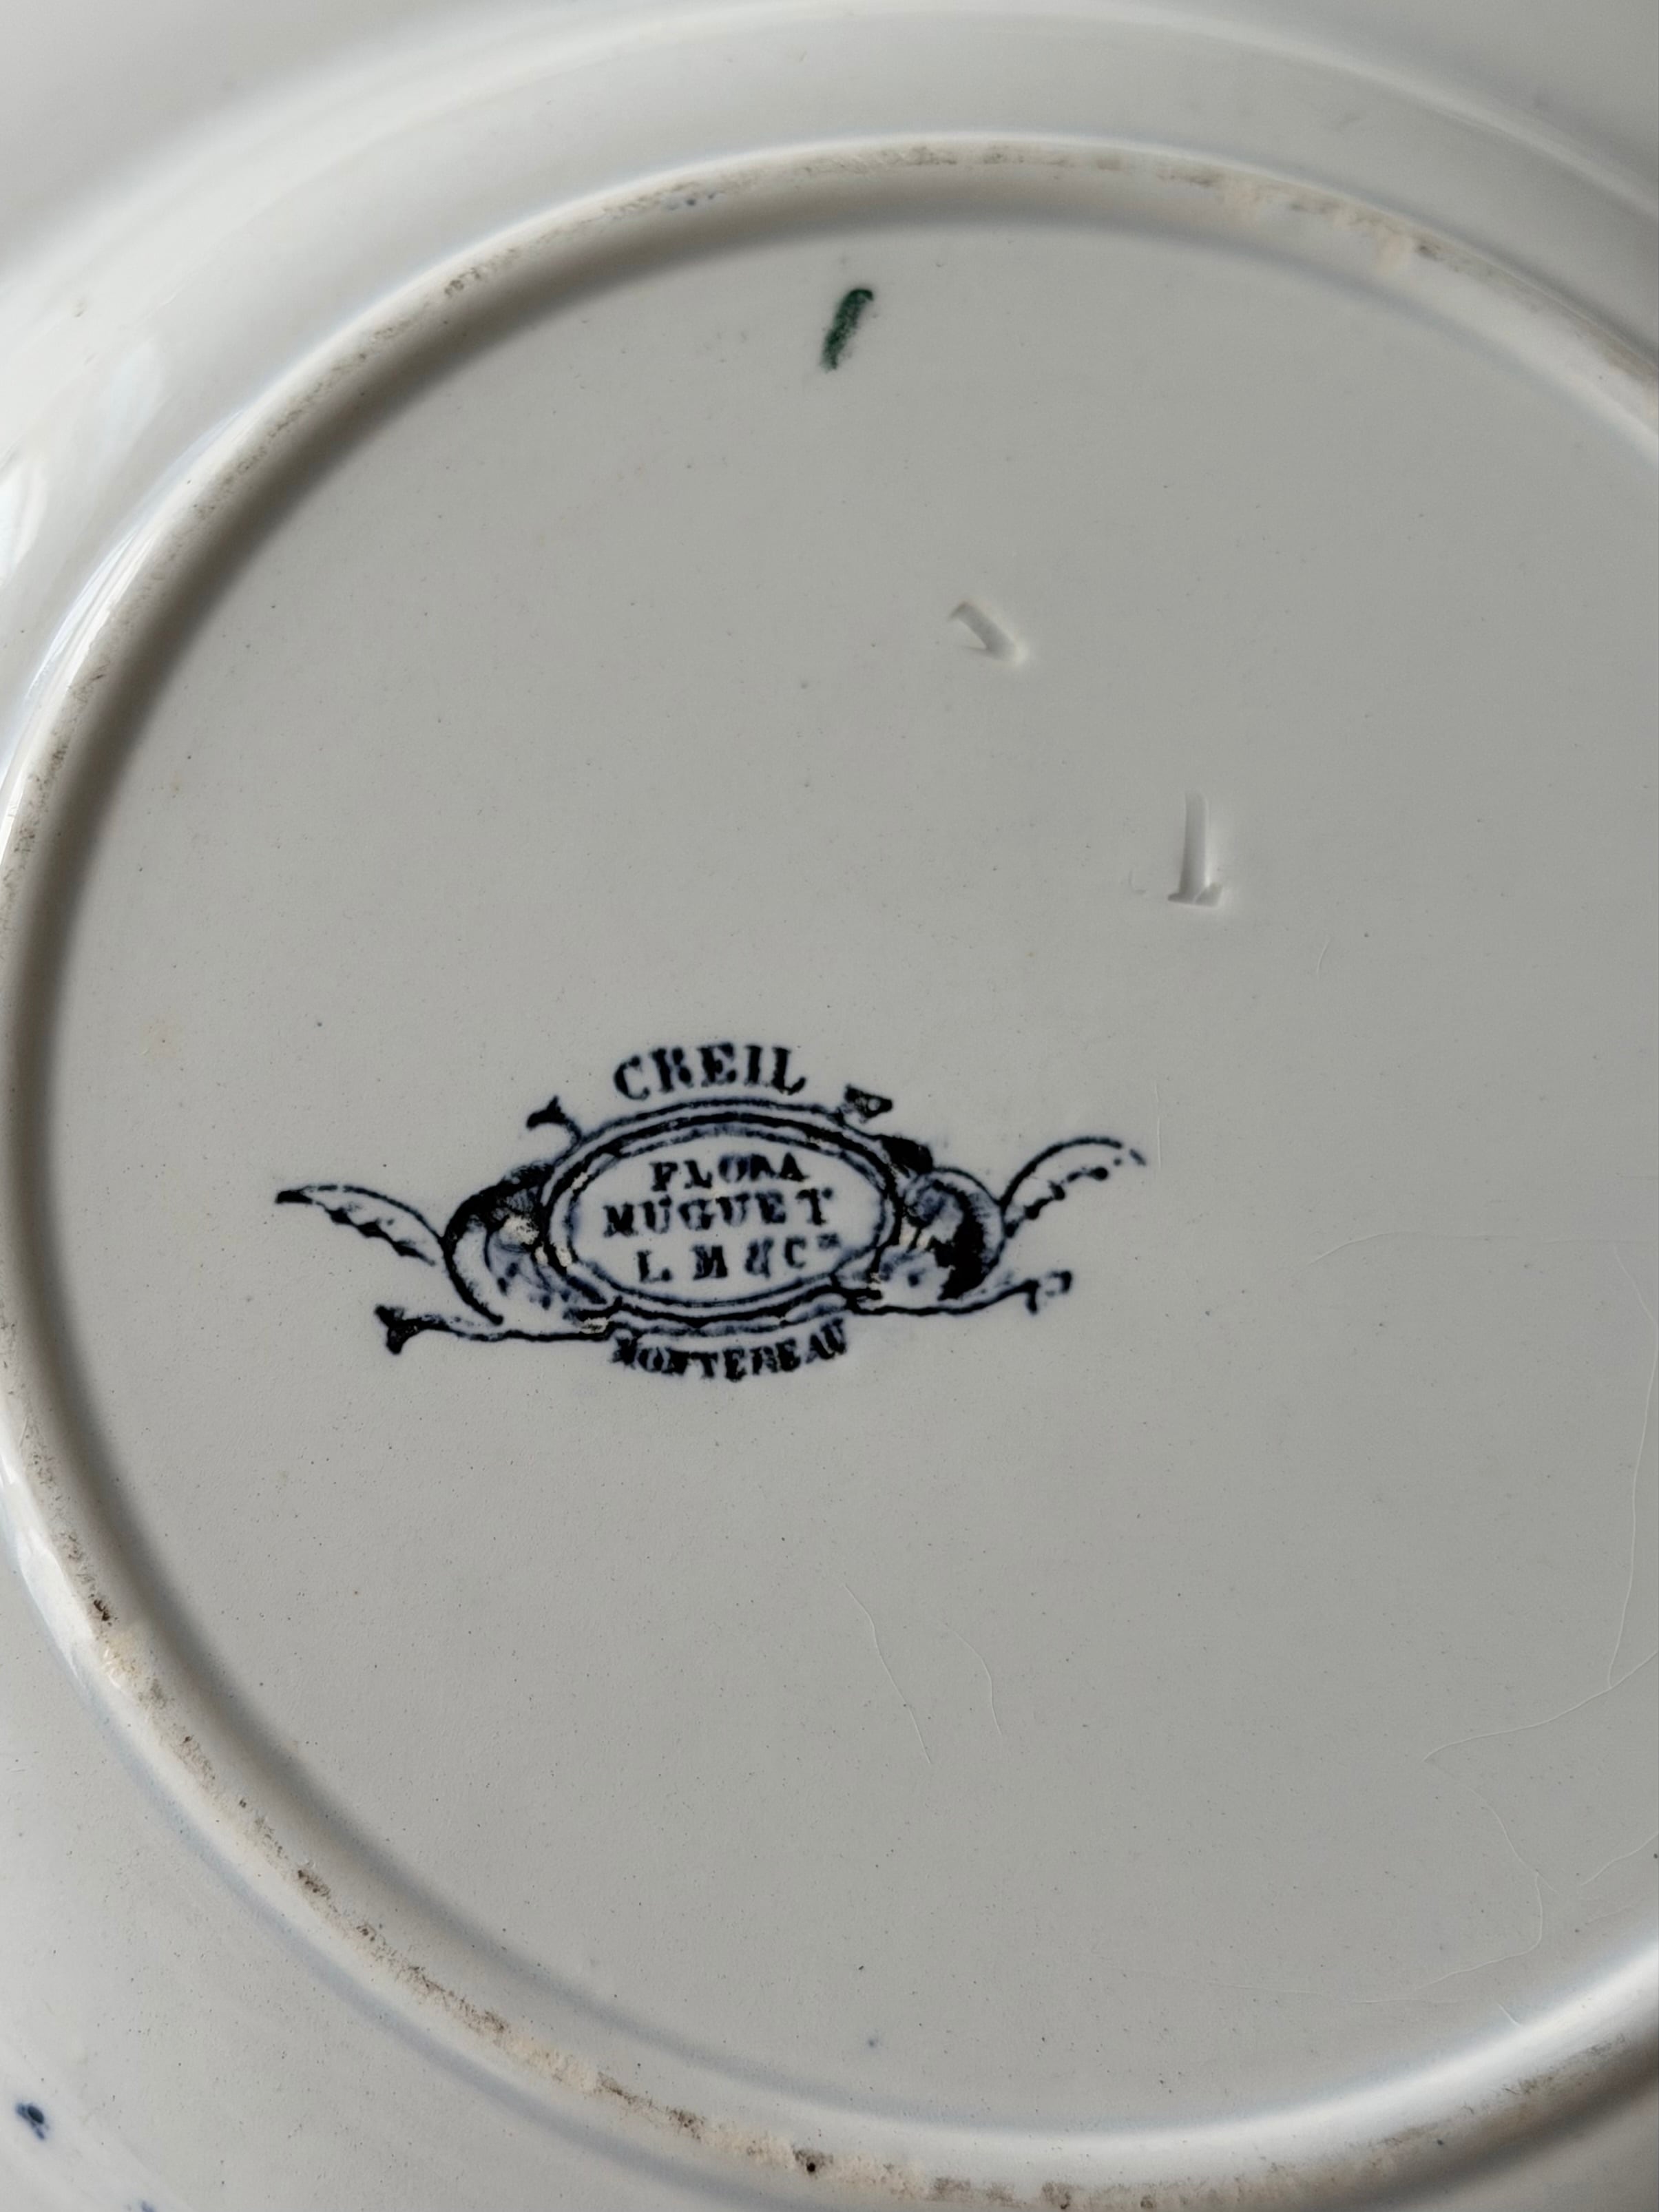 CREIL
FLORA
MUGUET
L. M & Cie
MONTEREAU